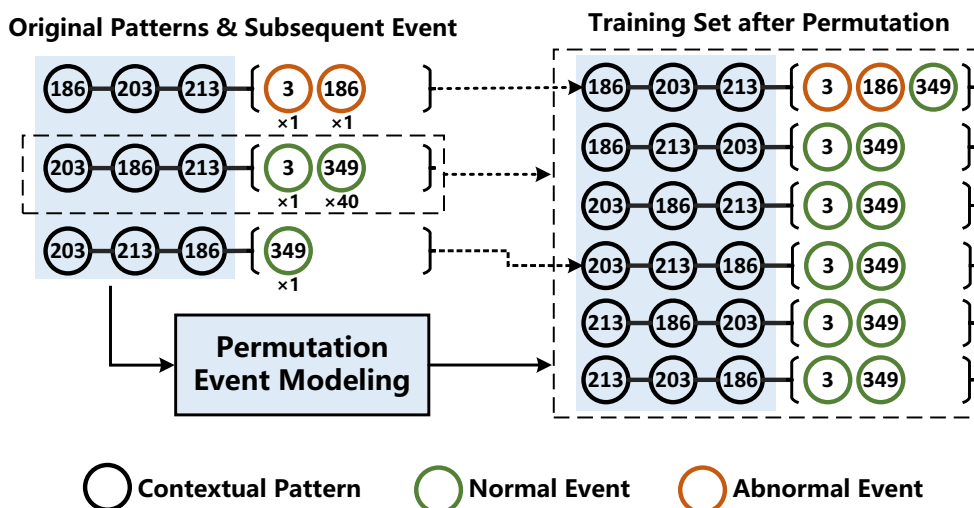 Original Patterns & Subsequent Event
186 203 213 3 186
×1 ×1
203 186 213 3 349
×1 ×40
203 213 186 349
×1
Permutation
Event Modeling
Training Set after Permutation
186 203 213 3 186 349
186 213 203 3 349
203 186 213 3 349
203 213 186 3 349
213 186 203 3 349
213 203 186 3 349
Contextual Pattern Normal Event Abnormal Event